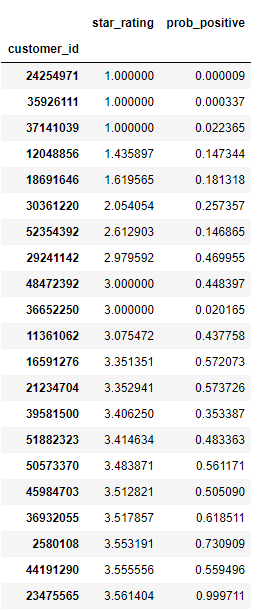 star_rating prob_positive
customer_id
24254971 1.000000 0.000009
35926111 1.000000 0.000337
37141039 1.000000 0.022365
12048856 1.435897 0.147344
18691646 1.619565 0.181318
30361220 2.054054 0.257357
52354392 2.612903 0.146865
29241142 2.979592 0.469955
48472392 3.000000 0.448397
36652250 3.000000 0.020165
11361062 3.075472 0.437758
16591276 3.351351 0.572073
21234704 3.352941 0.573726
39581500 3.406250 0.353387
51882323 3.414634 0.483363
50573370 3.483871 0.561171
45984703 3.512821 0.505090
36932055 3.517857 0.618511
2580108 3.553191 0.730909
44191290 3.555556 0.559496
23475565 3.561404 0.999711